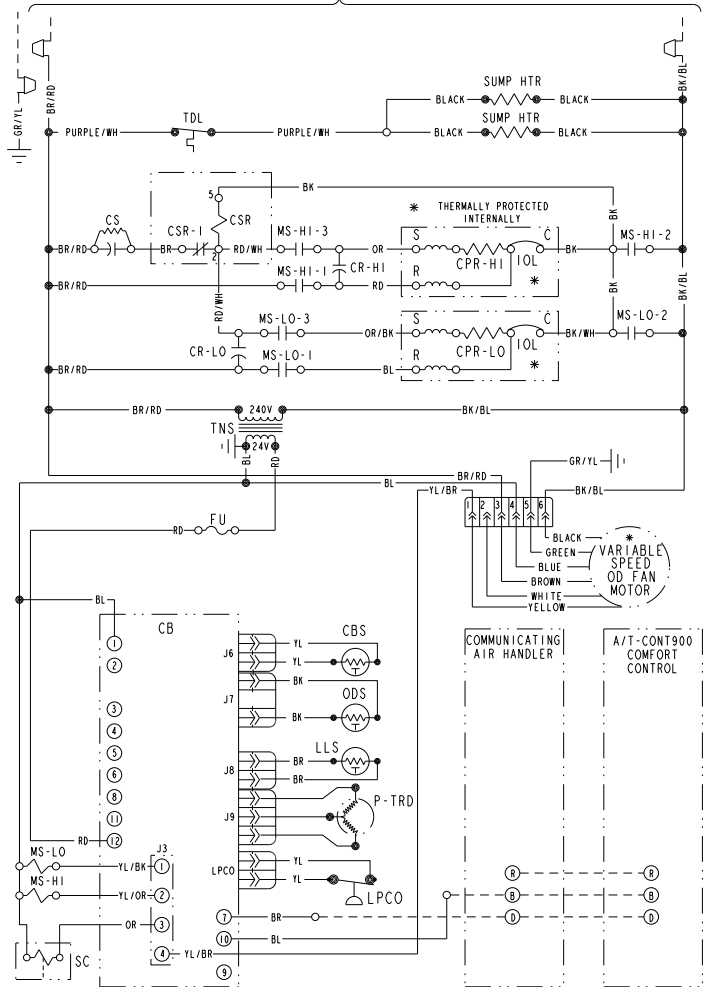 SUMP HTR
BLACK BLACK
SUMP HTR
BLACK BLACK
BR/RD
BK/BL
GR/YL
TDL
PURPLE/WH PURPLE/WH
BK
5
* THERMALLY PROTECTED
INTERNALLY
BK
CS
CSR-1 CSR
MS-HI-3
S C
MS-HI-2
BR/RD BR 2 RD/WH OR BK
CPR-HI IOL
*
MS-HI-1
CR-HI
R
BR/RD RD
BK
BK/BL
RD/WH
MS-LO-3
S C
MS-LO-2
OR/BK BK/WH
CPR-LO IOL
*
CR-LO
MS-LO-1
R
BR/RD BL
BR/RD 240V BK/BL
TNS
24V
BL
RD
GR/YL
BR/RD
BL
YL/BR BK/BL
1 2 3 4 5 6
FU
RD
BLACK
GREEN
BLUE
BROWN
WHITE
YELLOW
*
VARIABLE
SPEED
OD FAN
MOTOR
BL
CB
1
2
3
4
5
6
8
11
12
RD
J6
YL
YL
CBS
J7
BK
BK
ODS
J8
BR
BR
LLS
J9
P-TRD
LPCO
YL
YL
LPCO
COMMUNICATING
AIR HANDLER
A/T-CONT900
COMFORT
CONTROL
MS-LO
J3
YL/BK 1
MS-HI
YL/OR 2
OR 3
4 YL/BR
SC
7 BR
10 BL
9
R R
B B
D D